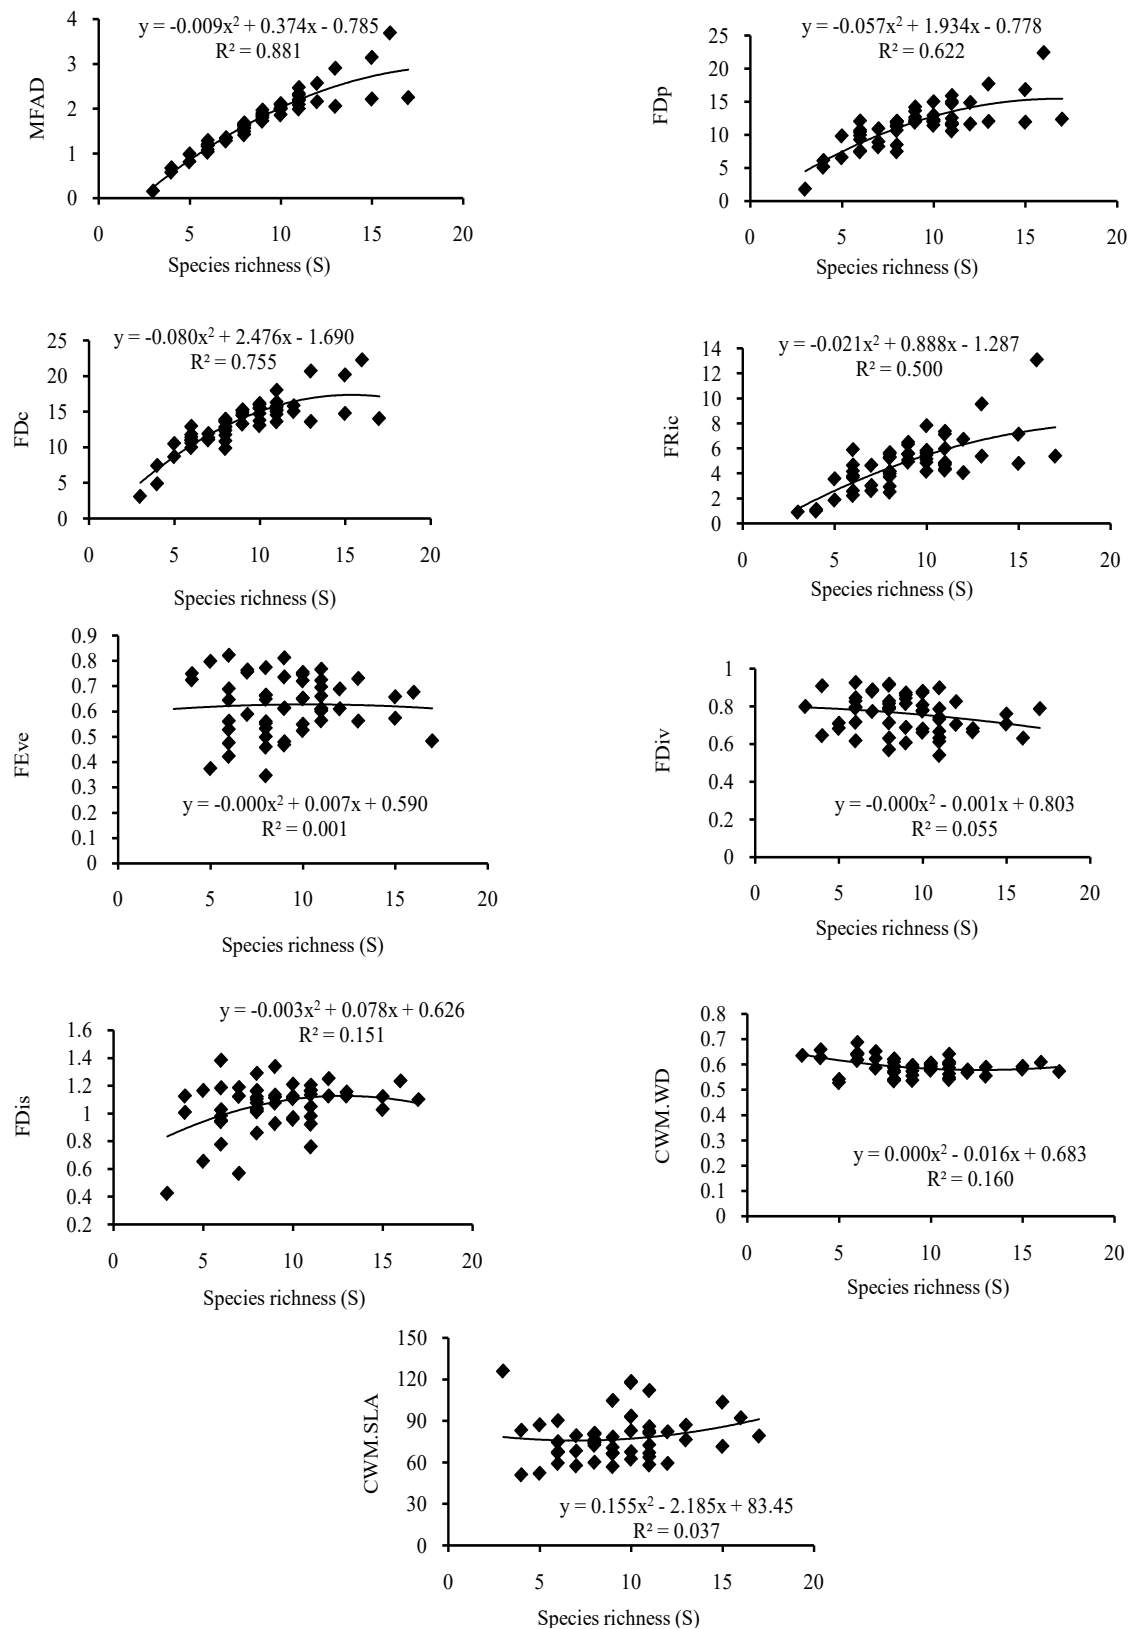 y = -0.009x² + 0.374x - 0.785
R² = 0.881
MFAD
4
3
2
1
0
0 5 10 15 20
Species richness (S)
y = -0.057x² + 1.934x - 0.778
R² = 0.622
FDp
25
20
15
10
5
0
0 5 10 15 20
Species richness (S)
y = -0.080x² + 2.476x - 1.690
R² = 0.755
FDc
25
20
15
10
5
0
0 5 10 15 20
Species richness (S)
y = -0.021x² + 0.888x - 1.287
R² = 0.500
FRic
14
12
10
8
6
4
2
0
0 5 10 15 20
Species richness (S)
FEve
0.9
0.8
0.7
0.6
0.5
0.4
0.3
0.2
0.1
0
y = -0.000x² + 0.007x + 0.590
R² = 0.001
0 5 10 15 20
Species richness (S)
FDiv
1
0.8
0.6
0.4
0.2
0
y = -0.000x² - 0.001x + 0.803
R² = 0.055
0 5 10 15 20
Species richness (S)
y = -0.003x² + 0.078x + 0.626
R² = 0.151
FDis
1.6
1.4
1.2
1
0.8
0.6
0.4
0.2
0 5 10 15 20
Species richness (S)
CWM.WD
0.8
0.7
0.6
0.5
0.4
0.3
0.2
0.1
0
y = 0.000x² - 0.016x + 0.683
R² = 0.160
0 5 10 15 20
Species richness (S)
CWM.SLA
150
120
90
60
30
0
y = 0.155x² - 2.185x + 83.45
R² = 0.037
0 5 10 15 20
Species richness (S)